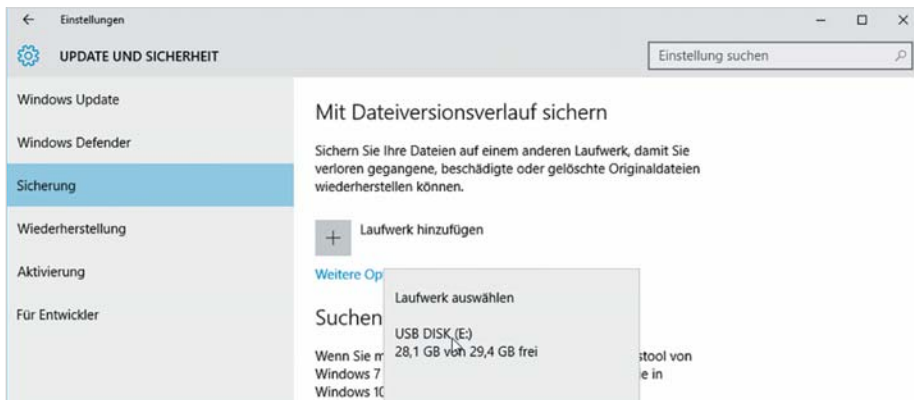 Einstellungen
UPDATE UND SICHERHEIT
Einstellung suchen
Windows Update
Windows Defender
Sicherung
Wiederherstellung
Aktivierung
Für Entwickler
Mit Dateiversionsverlauf sichern
Sichern Sie Ihre Dateien auf einem anderen Laufwerk, damit Sie
verloren gegangene, beschädigte oder gelöschte Originaldateien
wiederherstellen können.
Laufwerk hinzufügen
Weitere Op
Laufwerk auswählen
USB DISK (E:)
28,1 GB von 29,4 GB frei
Suchen
Wenn Sie m stool von
Windows 7 e in
Windows 10